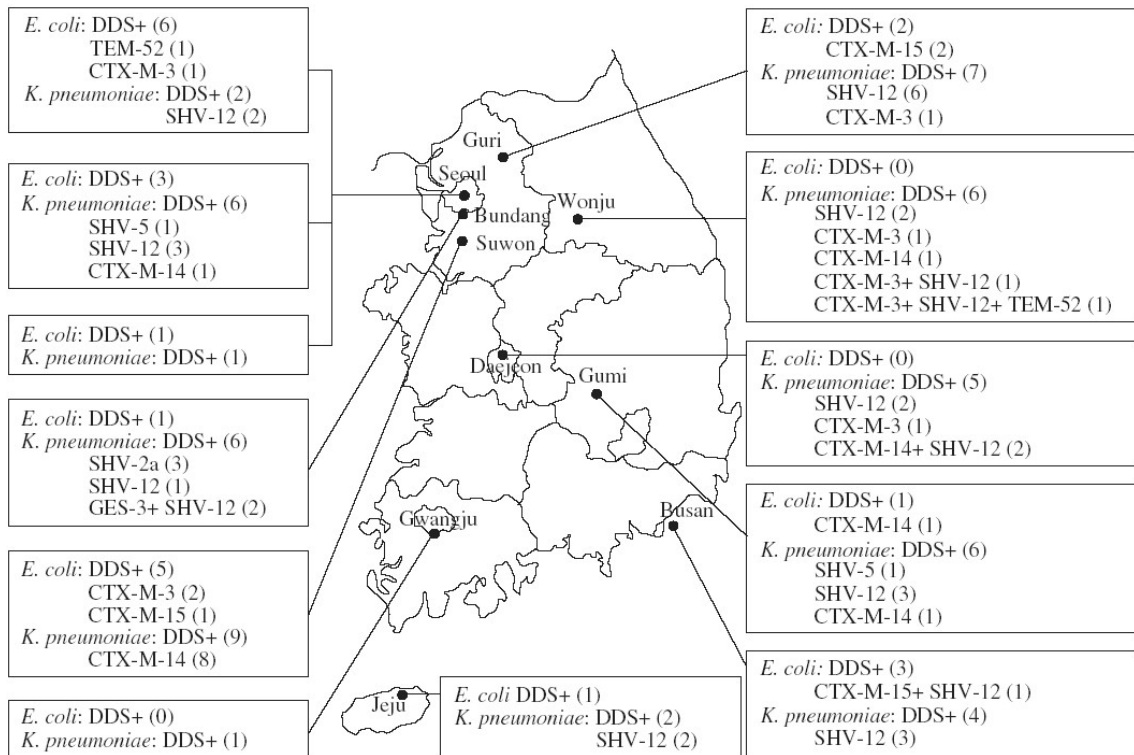 E. coli: DDS+ (6)
TEM-52 (1)
CTX-M-3 (1)
K. pneumoniae: DDS+ (2)
SHV-12 (2)
E. coli: DDS+ (3)
K. pneumoniae: DDS+ (6)
SHV-5 (1)
SHV-12 (3)
CTX-M-14 (1)
E. coli: DDS+ (1)
K. pneumoniae: DDS+ (1)
E. coli: DDS+ (1)
K. pneumoniae: DDS+ (6)
SHV-2a (3)
SHV-12 (1)
GES-3+ SHV-12 (2)
E. coli: DDS+ (5)
CTX-M-3 (2)
CTX-M-15 (1)
K. pneumoniae: DDS+ (9)
CTX-M-14 (8)
E. coli: DDS+ (0)
K. pneumoniae: DDS+ (1)
Guri
Seoul
Bundang
Suwon
Wonju
Daejeon
Gumi
Gwangju
Busan
Jeju
E. coli DDS+ (1)
K. pneumoniae: DDS+ (2)
SHV-12 (2)
E. coli: DDS+ (2)
CTX-M-15 (2)
K. pneumoniae: DDS+ (7)
SHV-12 (6)
CTX-M-3 (1)
E. coli: DDS+ (0)
K. pneumoniae: DDS+ (6)
SHV-12 (2)
CTX-M-3 (1)
CTX-M-14 (1)
CTX-M-3+ SHV-12 (1)
CTX-M-3+ SHV-12+ TEM-52 (1)
E. coli: DDS+ (0)
K. pneumoniae: DDS+ (5)
SHV-12 (2)
CTX-M-3 (1)
CTX-M-14+ SHV-12 (2)
E. coli: DDS+ (1)
CTX-M-14 (1)
K. pneumoniae: DDS+ (6)
SHV-5 (1)
SHV-12 (3)
CTX-M-14 (1)
E. coli: DDS+ (3)
CTX-M-15+ SHV-12 (1)
K. pneumoniae: DDS+ (4)
SHV-12 (3)